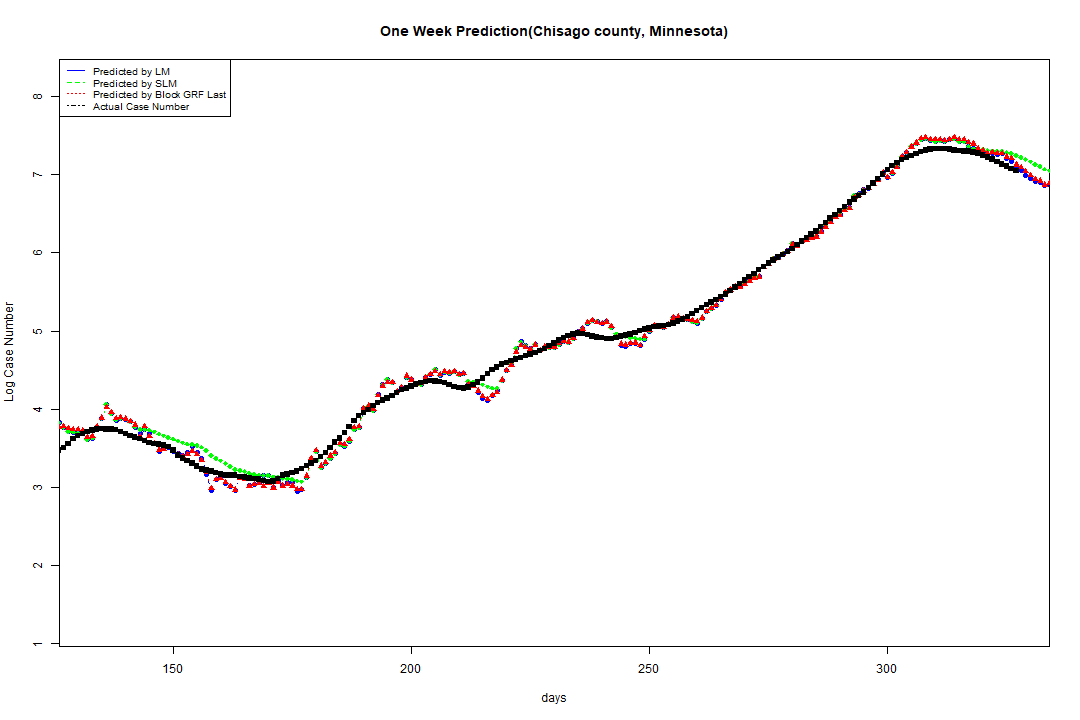 One Week Prediction(Chisago county, Minnesota)
Predicted by LM
Predicted by SLM
Predicted by Block GRF Last
Actual Case Number
8
7
6
5
4
3
2
1
Log Case Number
150 200 250 300
days